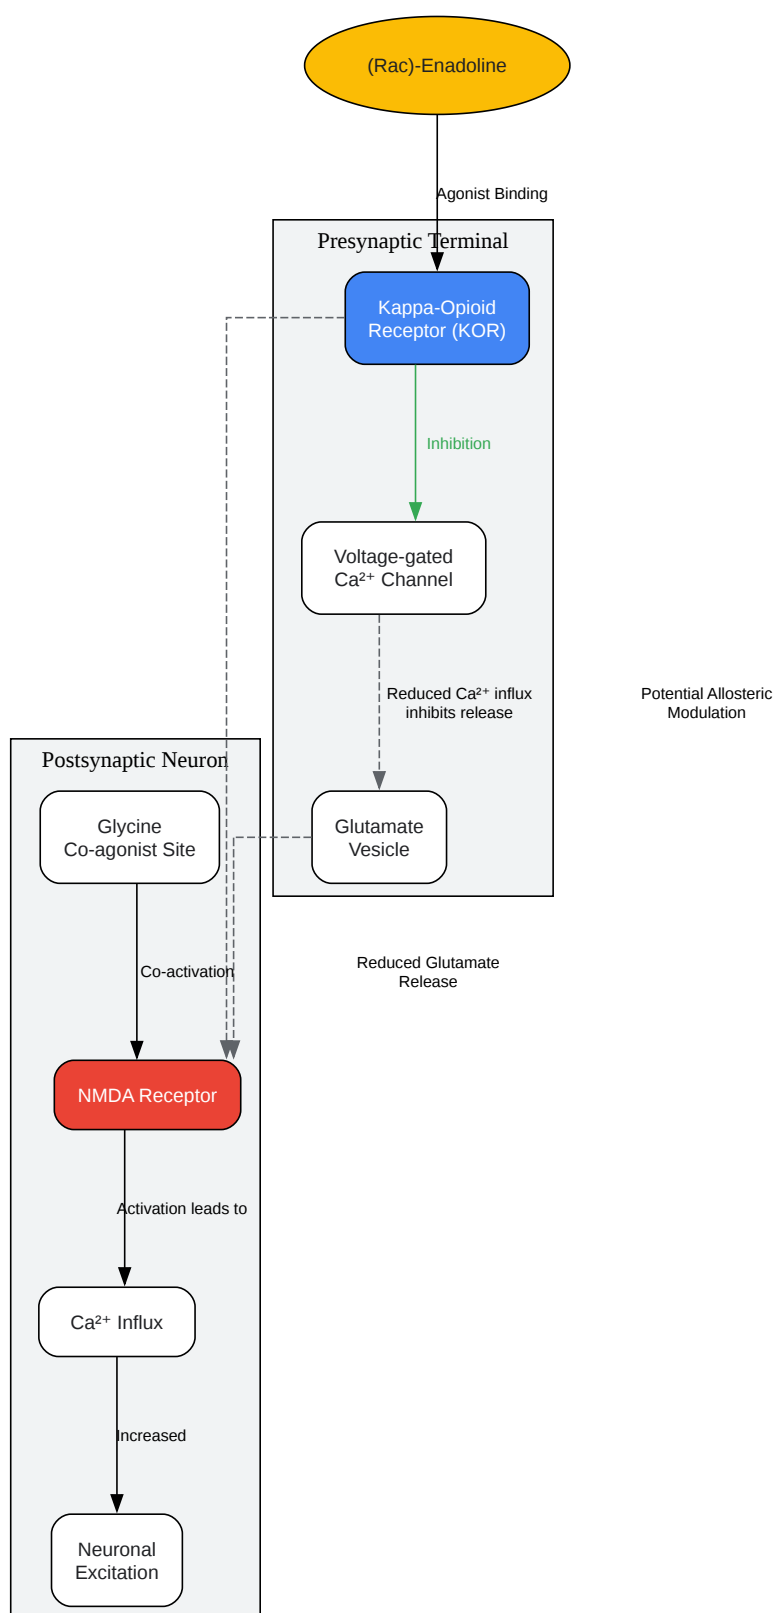 (Rac)-Enadoline
Agonist Binding
Presynaptic Terminal
Kappa-Opioid
Receptor (KOR)
Inhibition
Voltage-gated
Ca²⁺ Channel
Reduced Ca²⁺ influx
inhibits release
Potential Allosteric
Modulation
Postsynaptic Neuron
Glycine
Co-agonist Site
Glutamate
Vesicle
Co-activation
Reduced Glutamate
Release
NMDA Receptor
Activation leads to
Ca²⁺ Influx
Increased
Neuronal
Excitation